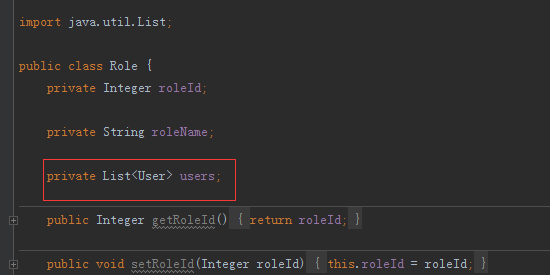 import java.util.List;
public class Role {
private Integer roleId;
private String roleName;
private List<User> users;
public Integer getRoleId() { return roleId; }
public void setRoleId(Integer roleId) { this.roleId = roleId; }